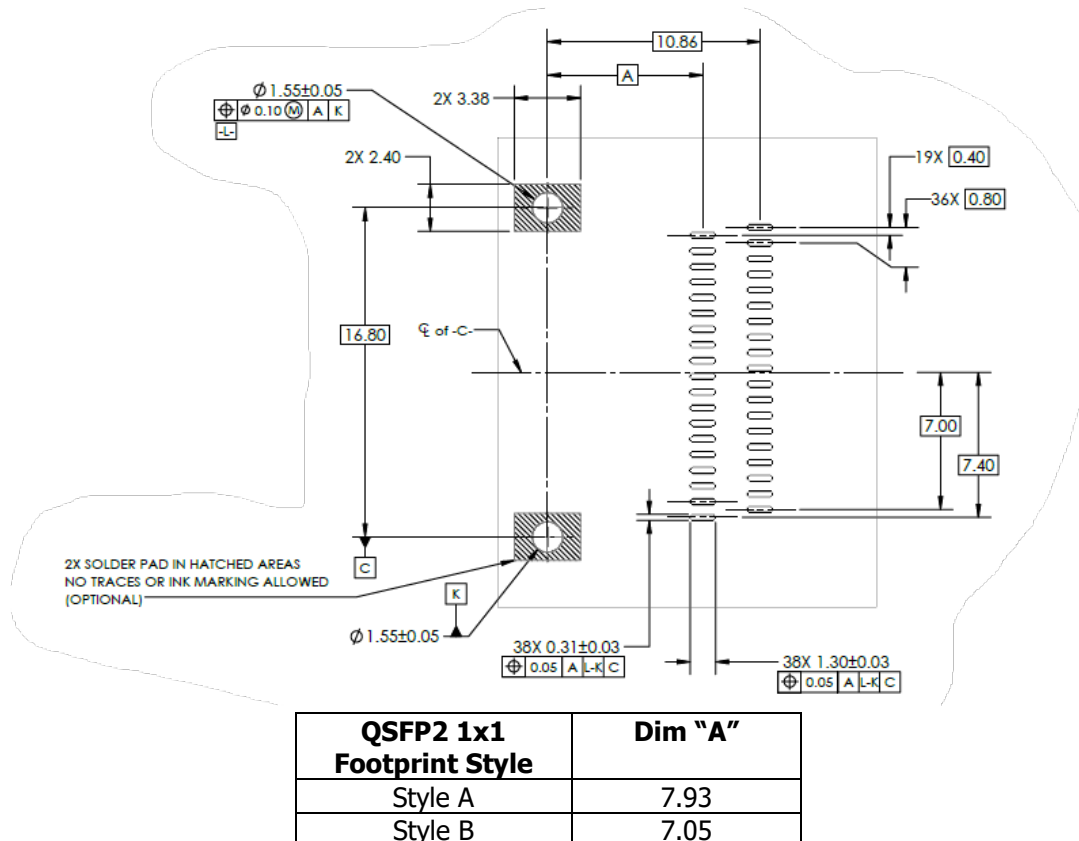 10.86
A
Ø 1.55±0.05
⌖ Ø 0.10 Ⓜ A K
-L-
2X 3.38
2X 2.40
19X 0.40
36X 0.80
16.80
℄ of -C-
7.00
7.40
2X SOLDER PAD IN HATCHED AREAS
NO TRACES OR INK MARKING ALLOWED
(OPTIONAL)
C
K
Ø 1.55±0.05
38X 0.31±0.03
⌖ 0.05 A L-K C
38X 1.30±0.03
⌖ 0.05 A L-K C
QSFP2 1x1
Footprint Style
Dim “A”
Style A
7.93
Style B
7.05